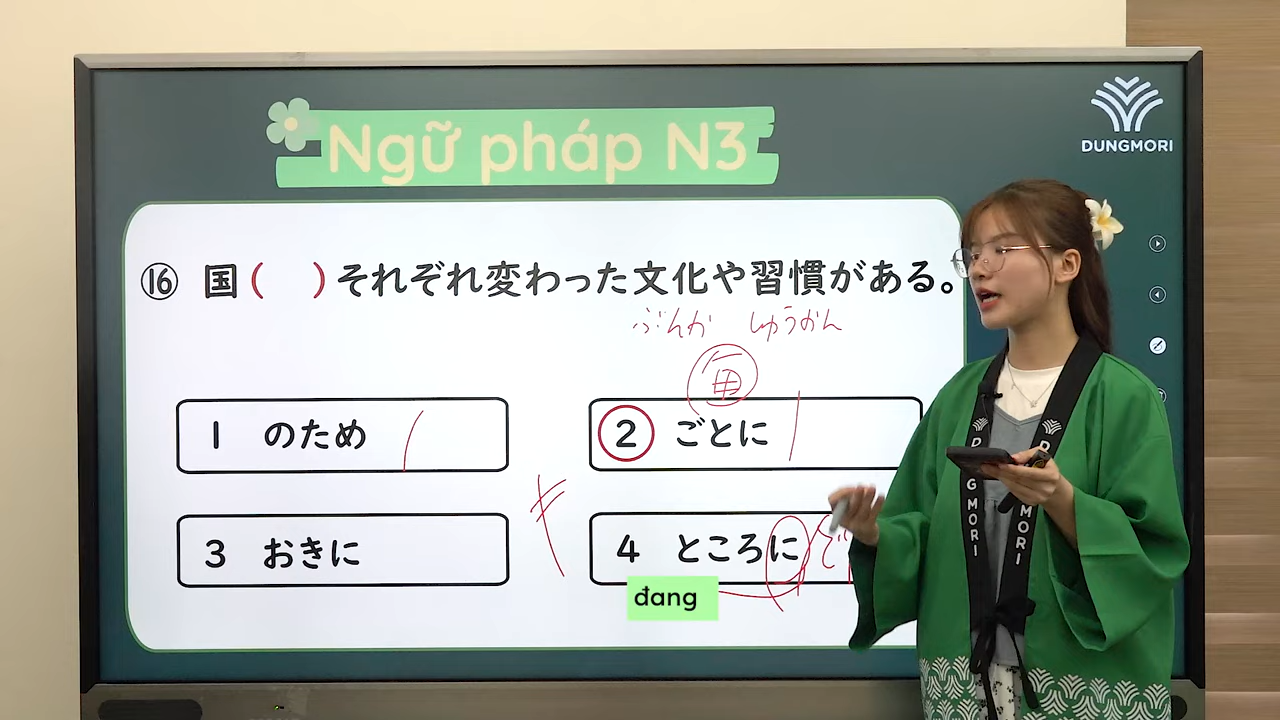 DUNGMORI
Ngữ pháp N3
⑯ 国( )それぞれ変わった文化や習慣がある。
ぶんか しゅうかん
毎
1 のため
2 ごとに
3 おきに
4 ところに
đang
DUNGMORI